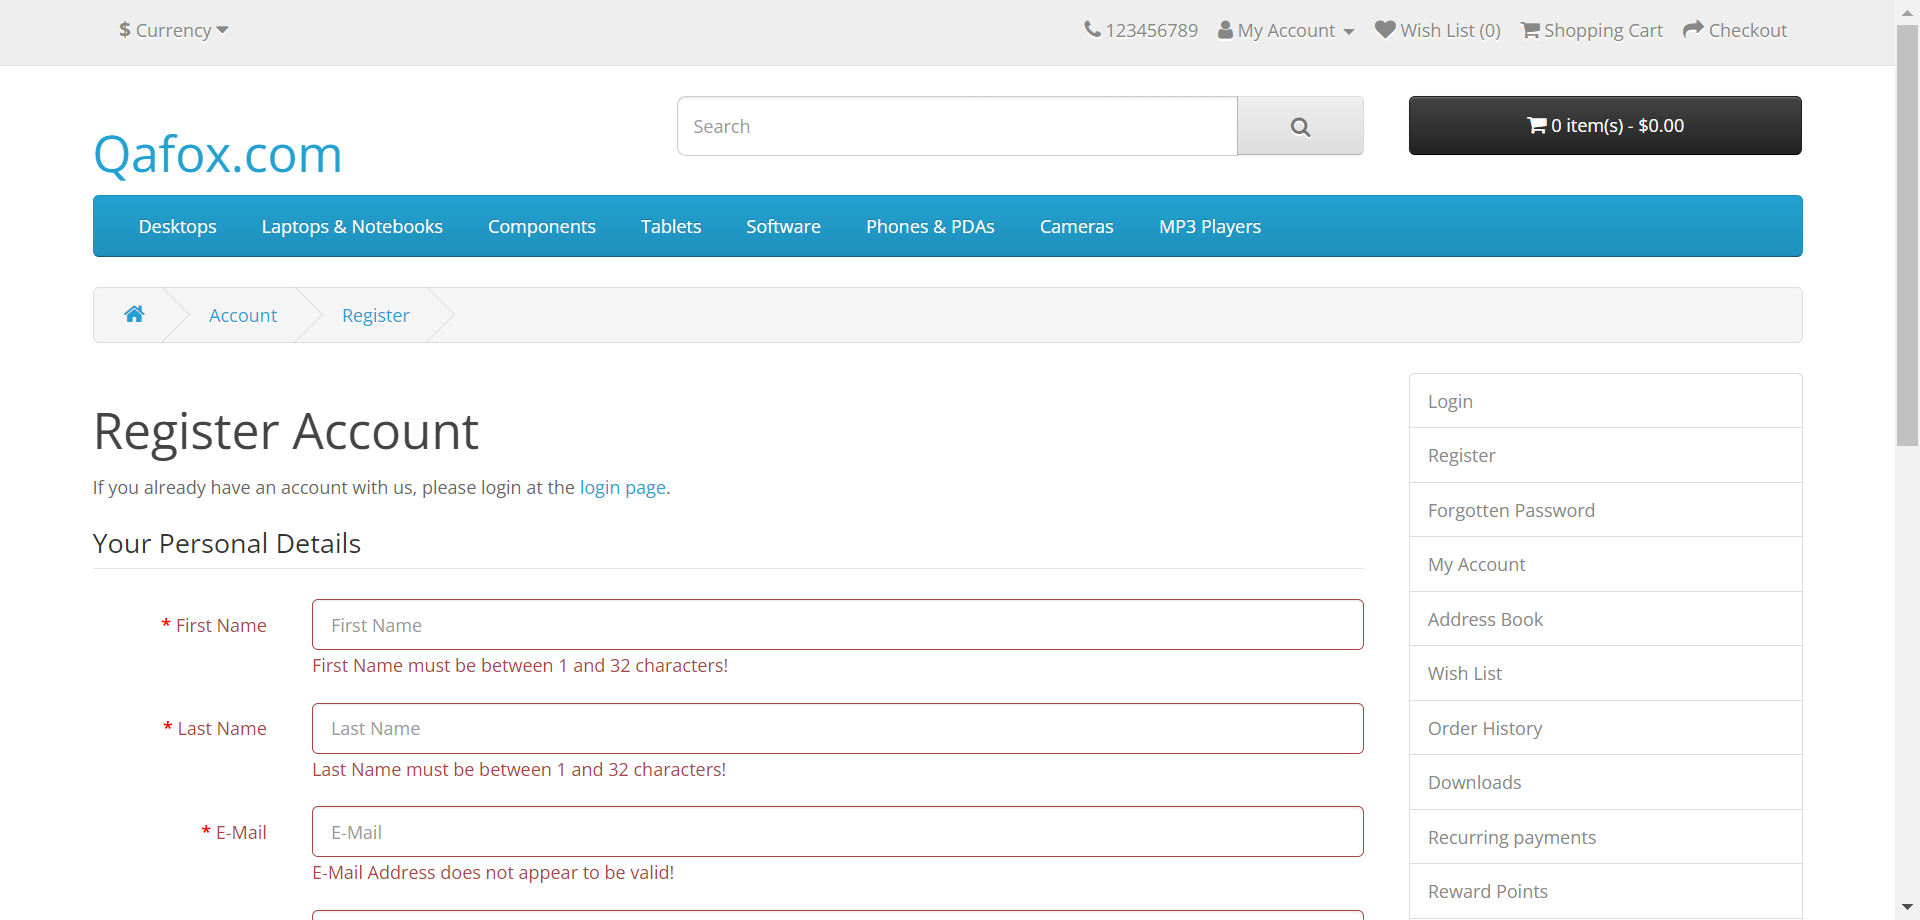 $ Currency
123456789 My Account Wish List (0) Shopping Cart Checkout
Qafox.com
Search
0 item(s) - $0.00
Desktops Laptops & Notebooks Components Tablets Software Phones & PDAs Cameras MP3 Players
Account Register
Register Account
If you already have an account with us, please login at the login page.
Your Personal Details
* First Name
First Name
First Name must be between 1 and 32 characters!
* Last Name
Last Name
Last Name must be between 1 and 32 characters!
* E-Mail
E-Mail
E-Mail Address does not appear to be valid!
Login
Register
Forgotten Password
My Account
Address Book
Wish List
Order History
Downloads
Recurring payments
Reward Points